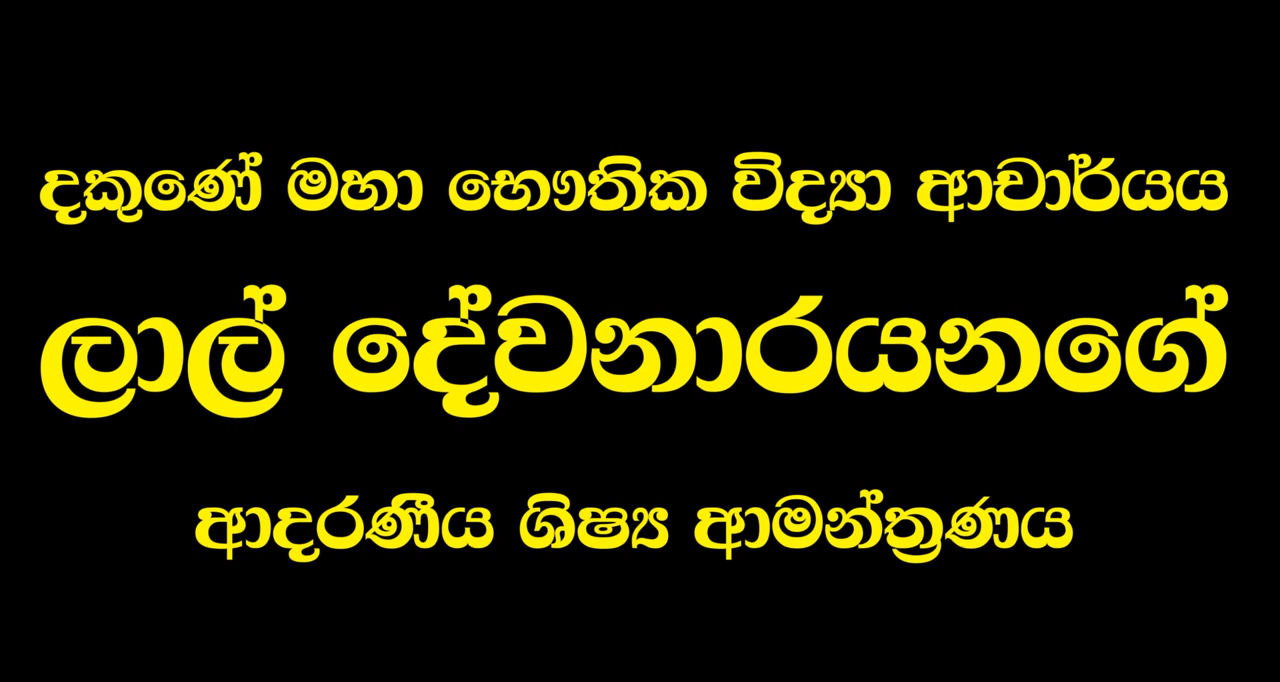 දකුණේ මහා භෞතික විද්‍යා ආචාර්යය
ලාල් දේවනාරයනගේ
ආදරණීය ශිෂ්‍ය ආමන්ත්‍රණය